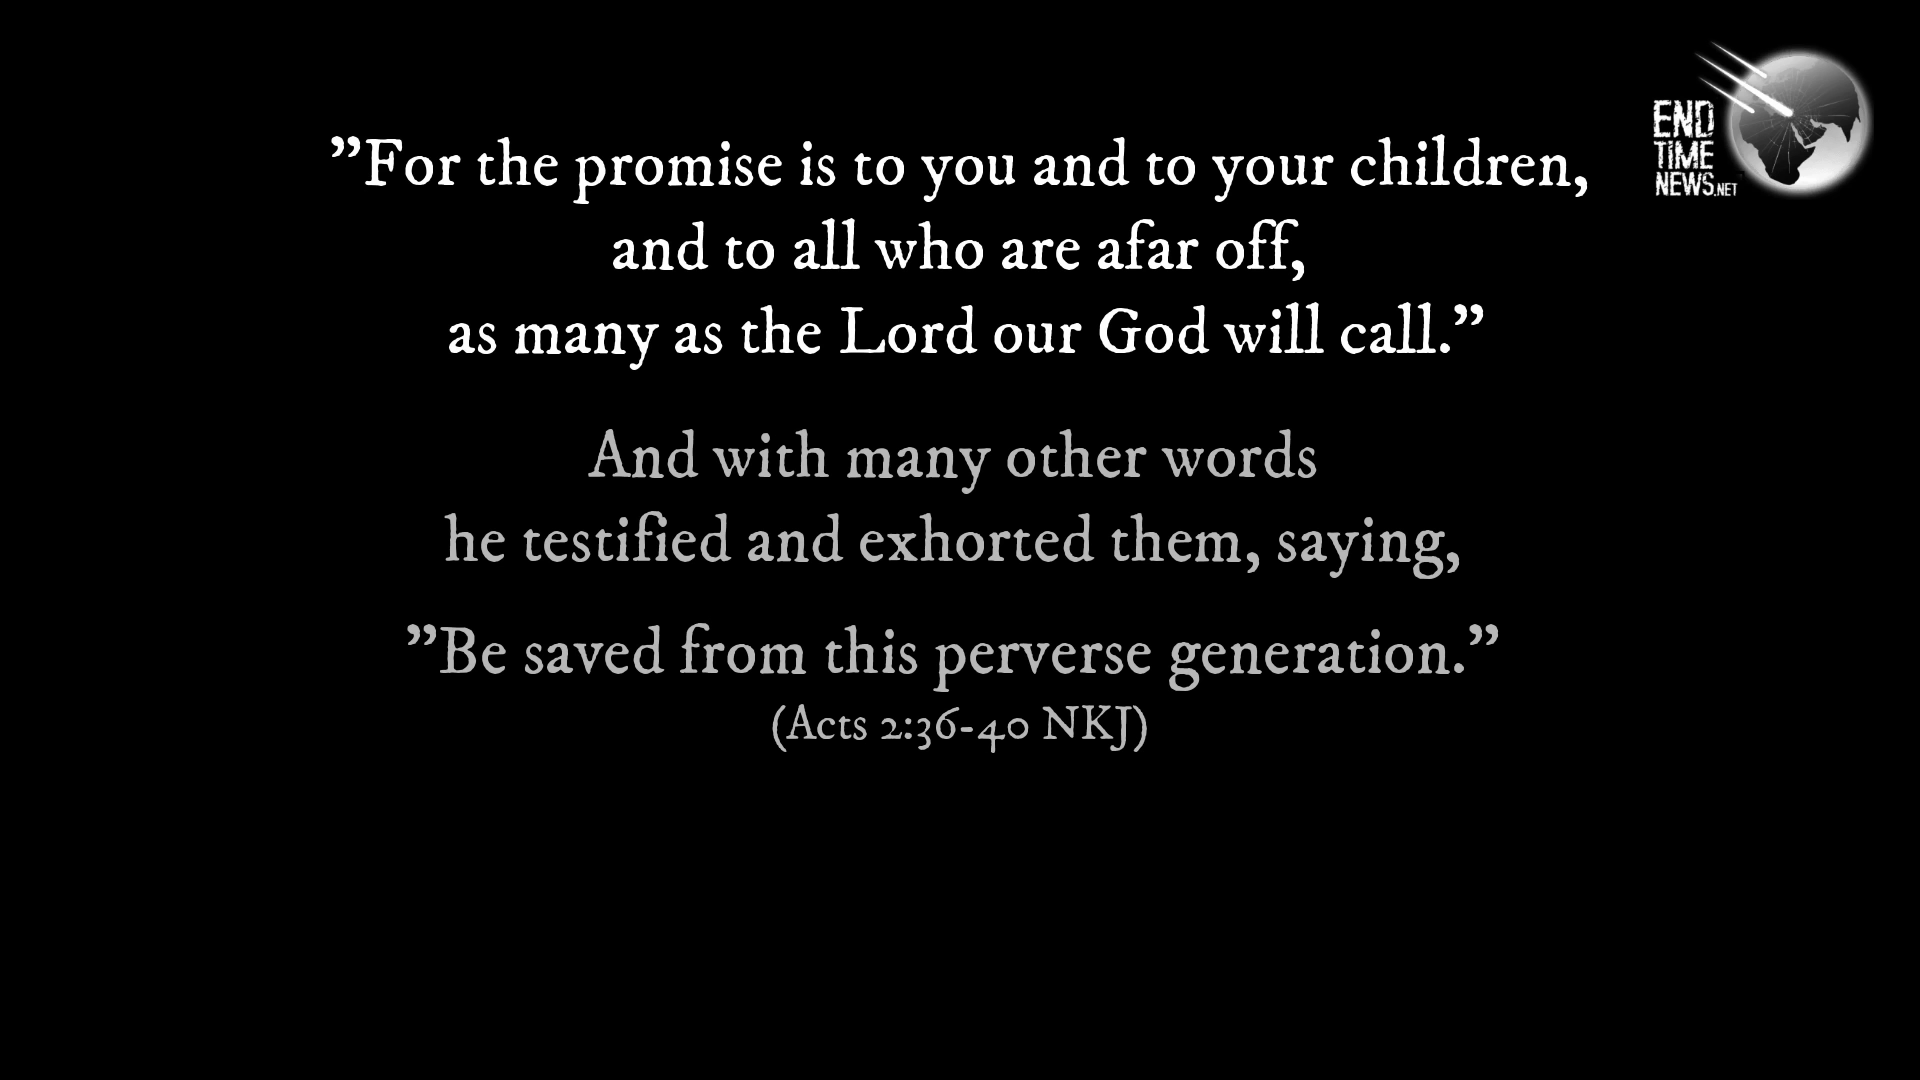 ”For the promise is to you and to your children,
and to all who are afar off,
as many as the Lord our God will call.”
And with many other words
he testified and exhorted them, saying,
”Be saved from this perverse generation.”
(Acts 2:36-40 NKJ)
END
TIME
NEWS.NET